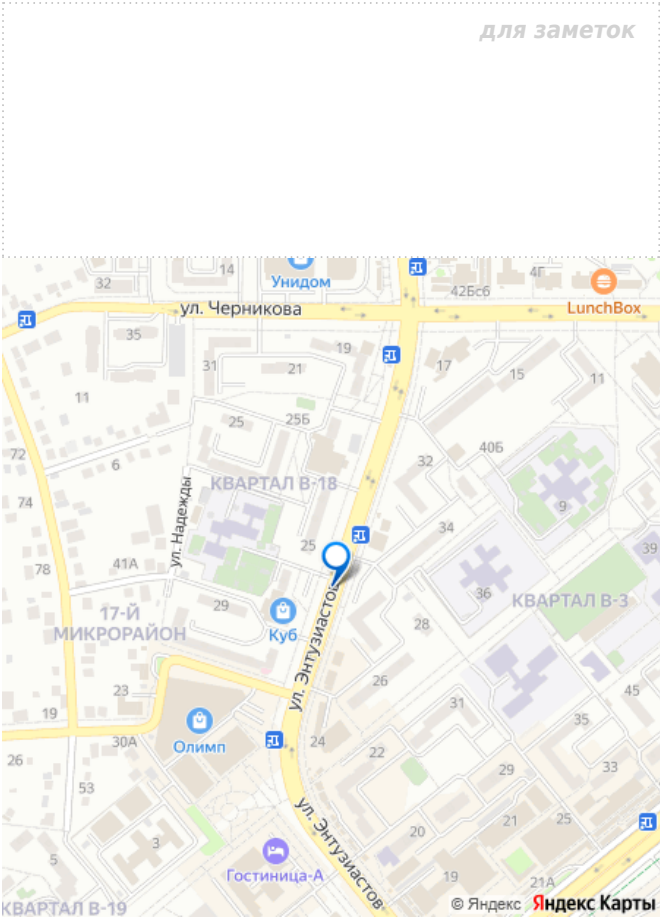 для заметок
32
14
Унидом
4Г
42Бс6
LunchBox
ул. Черникова
35
19
31
21
17
15
11
11
25Б
25
72
6
40Б
32
КВАРТАЛ В-18
9
74
ул. Надежды
34
25
39
78
41А
36
КВАРТАЛ В-3
29
17-Й
МИКРОРАЙОН
Куб
ул. Энтузиастов
28
26
23
31
45
19
Олимп
35
30А
24
22
26
29
33
53
ул. Энтузиастов
21
25
20
3
5
Гостиница-А
19
21А
КВАРТАЛ В-19
© Яндекс Яндекс Карты